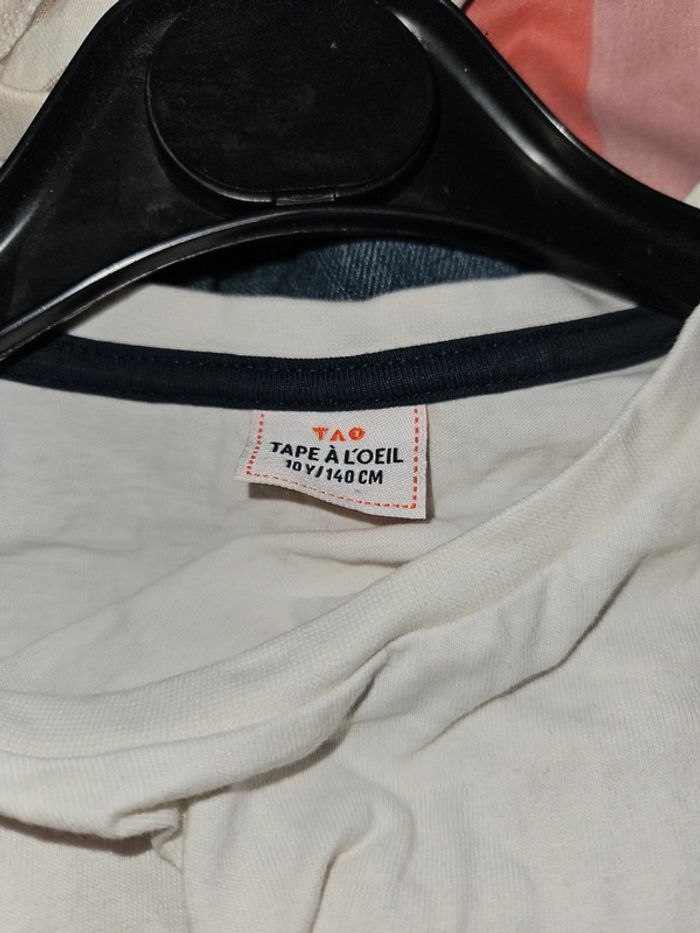 TAO
TAPE À L'OEIL
10 Y/140 CM